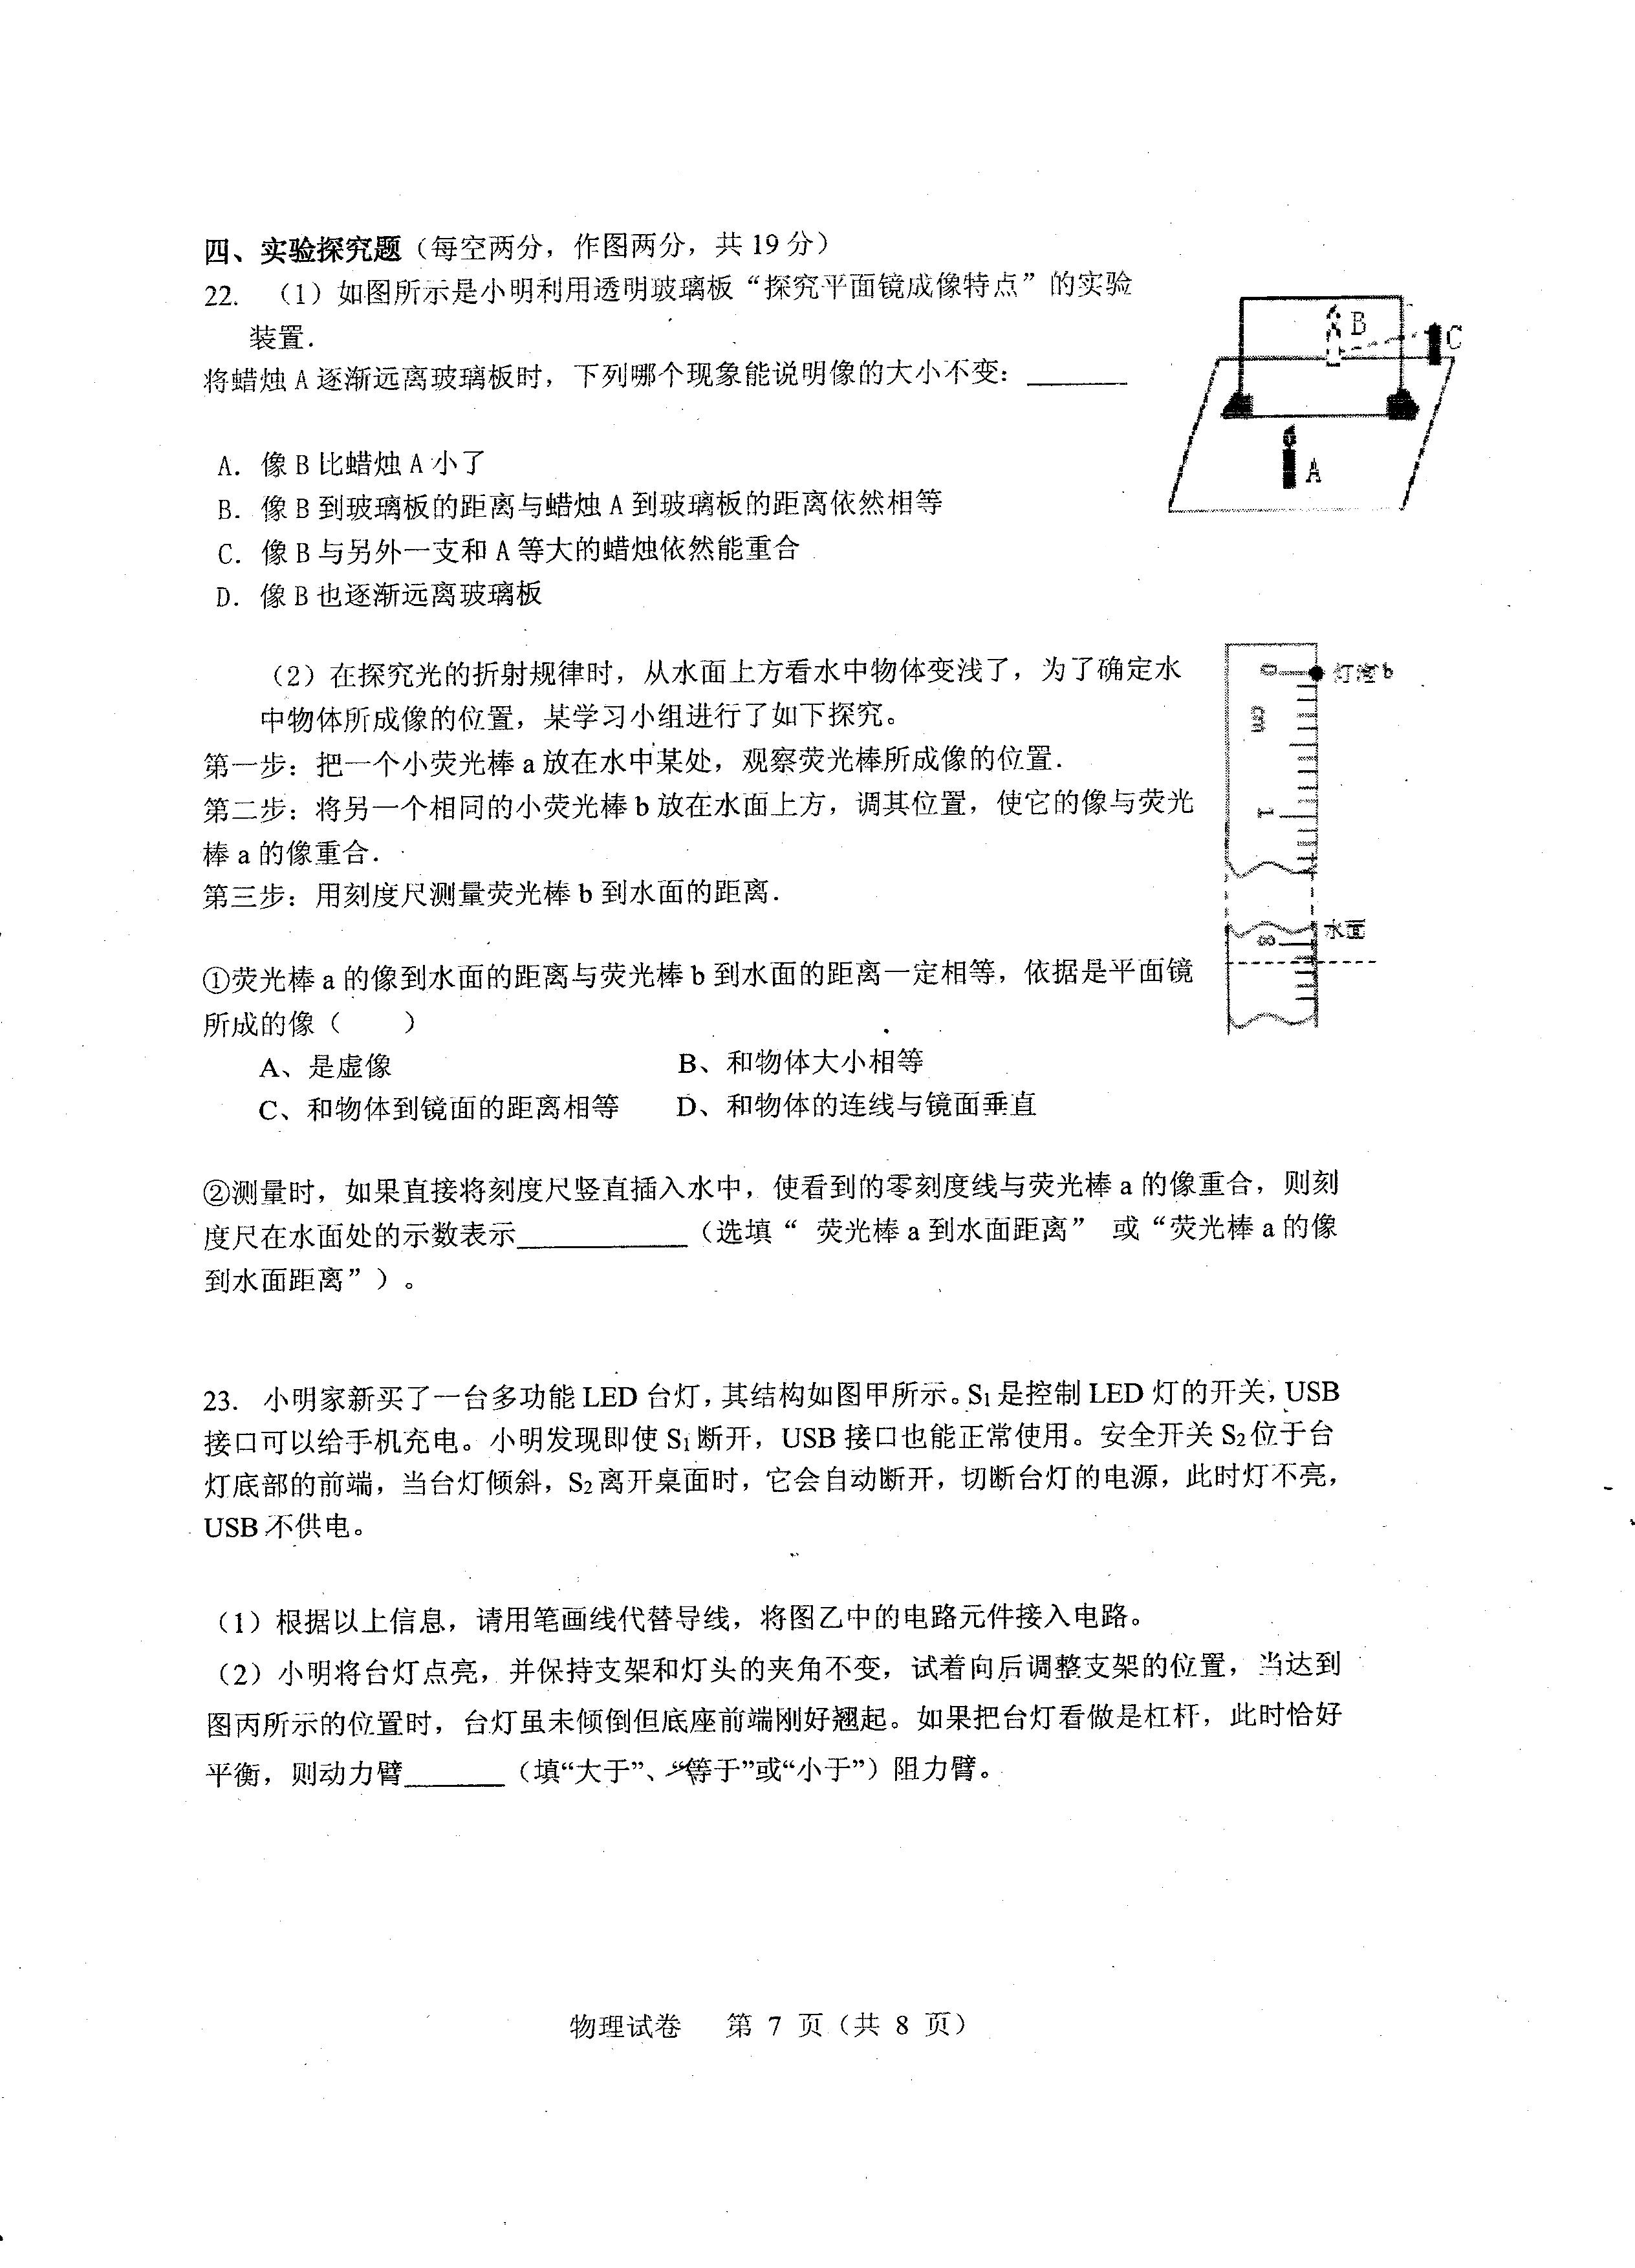 四、实验探究题（每空两分，作图两分，共 19 分）
22. （1）如图所示是小明利用透明玻璃板“探究平面镜成像特点”的实验
装置.
将蜡烛 A 逐渐远离玻璃板时，下列哪个现象能说明像的大小不变：______
A. 像 B 比蜡烛 A 小了
B. 像 B 到玻璃板的距离与蜡烛 A 到玻璃板的距离依然相等
C. 像 B 与另外一支和 A 等大的蜡烛依然能重合
D. 像 B 也逐渐远离玻璃板
B
C
A
（2）在探究光的折射规律时，从水面上方看水中物体变浅了，为了确定水
中物体所成像的位置，某学习小组进行了如下探究。
第一步：把一个小荧光棒 a 放在水中某处，观察荧光棒所成像的位置.
第二步：将另一个相同的小荧光棒 b 放在水面上方，调其位置，使它的像与荧光
棒 a 的像重合.
第三步：用刻度尺测量荧光棒 b 到水面的距离.
0
灯泡 b
cm
1
8
水面
①荧光棒 a 的像到水面的距离与荧光棒 b 到水面的距离一定相等，依据是平面镜
所成的像（　　）
A、是虚像　　B、和物体大小相等
C、和物体到镜面的距离相等　　D、和物体的连线与镜面垂直
②测量时，如果直接将刻度尺竖直插入水中，使看到的零刻度线与荧光棒 a 的像重合，则刻
度尺在水面处的示数表示__________（选填“ 荧光棒 a 到水面距离” 或“荧光棒 a 的像
到水面距离”）。
23. 小明家新买了一台多功能 LED 台灯，其结构如图甲所示。S₁ 是控制 LED 灯的开关，USB
接口可以给手机充电。小明发现即使 S₁ 断开，USB 接口也能正常使用。安全开关 S₂ 位于台
灯底部的前端，当台灯倾斜，S₂ 离开桌面时，它会自动断开，切断台灯的电源，此时灯不亮，
USB 不供电。
（1）根据以上信息，请用笔画线代替导线，将图乙中的电路元件接入电路。
（2）小明将台灯点亮，并保持支架和灯头的夹角不变，试着向后调整支架的位置，当达到
图丙所示的位置时，台灯虽未倾倒但底座前端刚好翘起。如果把台灯看做是杠杆，此时恰好
平衡，则动力臂______（填“大于”、“等于”或“小于”）阻力臂。
物理试卷　第 7 页（共 8 页）